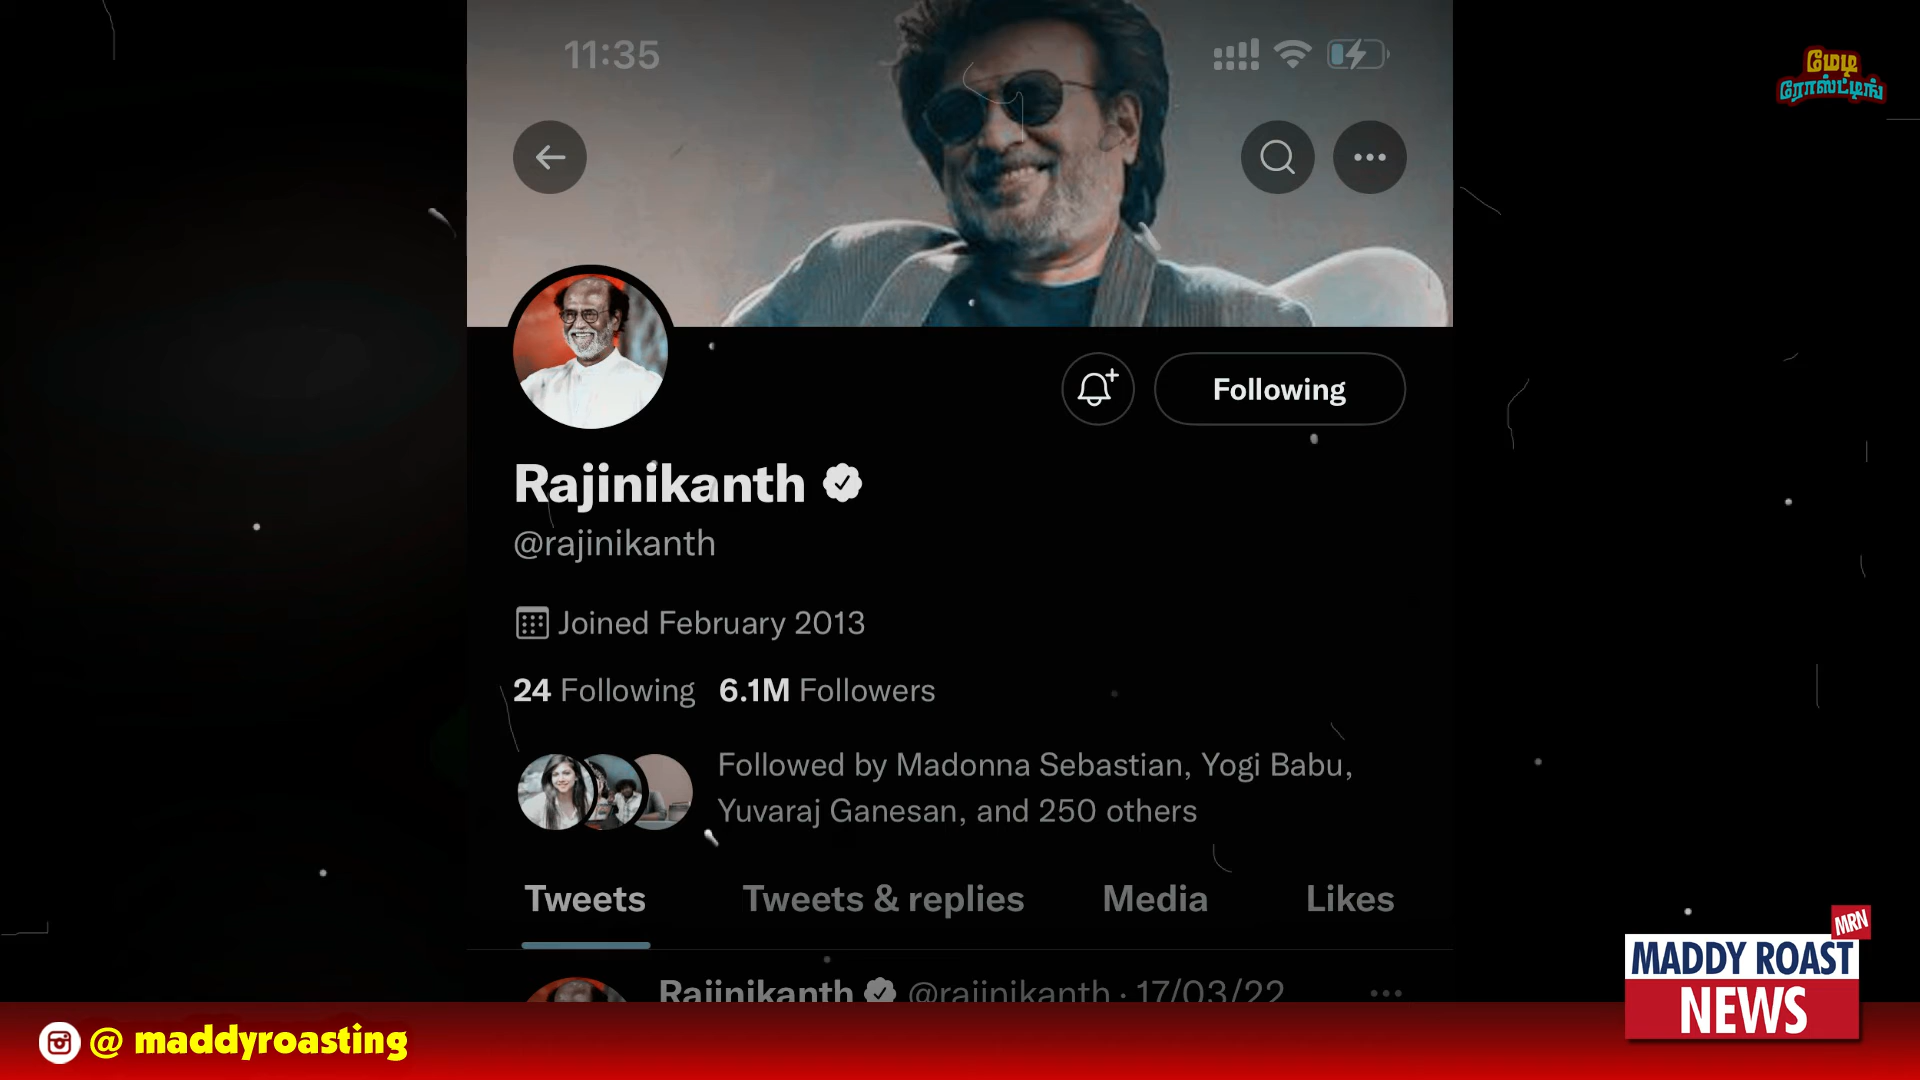 11:35
மேடி
ரோஸ்ட்டிங்
Following
Rajinikanth
@rajinikanth
Joined February 2013
24 Following 6.1M Followers
Followed by Madonna Sebastian, Yogi Babu,
Yuvaraj Ganesan, and 250 others
Tweets Tweets & replies Media Likes
Rajinikanth @rajinikanth · 17/03/22
MRN
MADDY ROAST
NEWS
@ maddyroasting